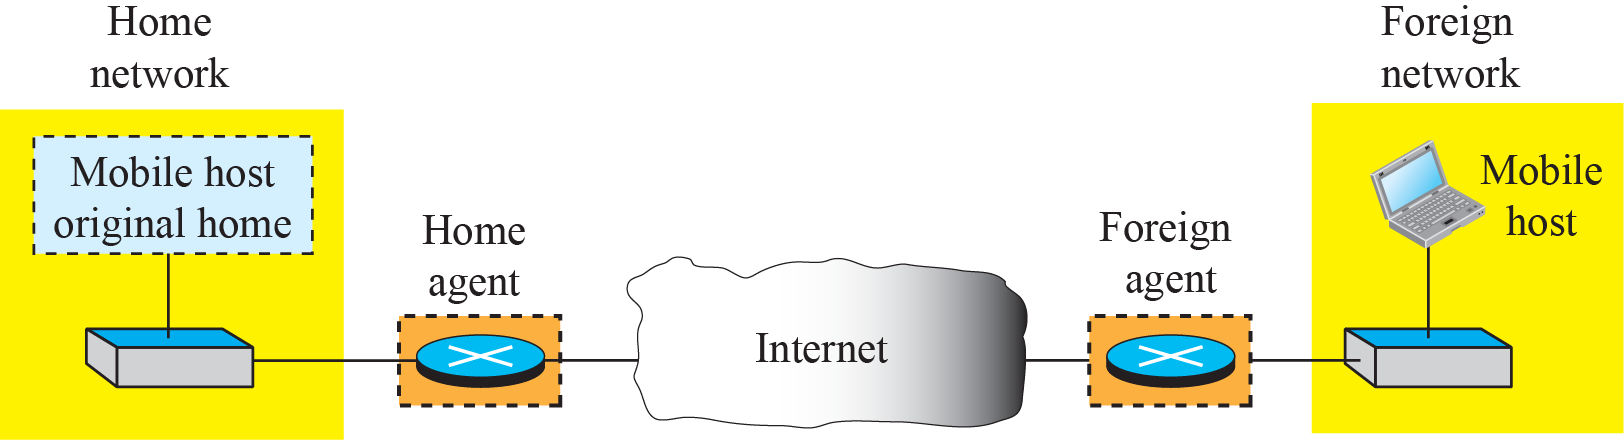 Home
network
Foreign
network
Mobile host
original home
Home
agent
Internet
Foreign
agent
Mobile
host